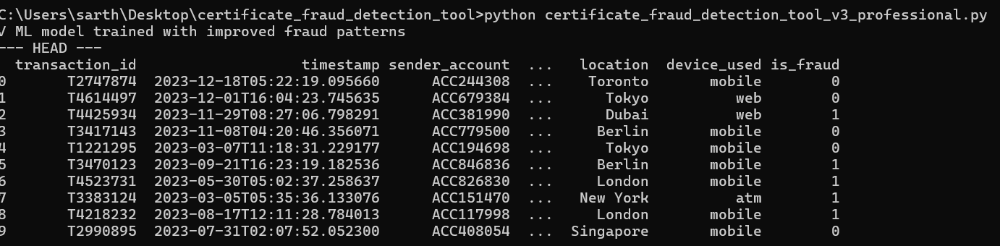 C:\Users\sarth\Desktop\certificate_fraud_detection_tool>python certificate_fraud_detection_tool_v3_professional.py
√ ML model trained with improved fraud patterns
--- HEAD ---
transaction_id timestamp sender_account ... location device_used is_fraud
0 T2747874 2023-12-18T05:22:19.095660 ACC244308 ... Toronto mobile 0
1 T4614497 2023-12-01T16:04:23.745635 ACC679384 ... Tokyo web 0
2 T4425934 2023-11-29T08:27:06.798291 ACC381990 ... Dubai web 1
3 T3417143 2023-11-08T04:20:46.356071 ACC779500 ... Berlin mobile 0
4 T1221295 2023-03-07T11:18:31.229177 ACC194698 ... Tokyo mobile 0
5 T3470123 2023-09-21T16:23:19.182536 ACC846836 ... Berlin mobile 1
6 T4523731 2023-05-30T05:02:37.258637 ACC826830 ... London mobile 1
7 T3383124 2023-03-05T05:35:36.133076 ACC151470 ... New York atm 1
8 T4218232 2023-08-17T12:11:28.784013 ACC117998 ... London mobile 1
9 T2990895 2023-07-31T02:07:52.052300 ACC408054 ... Singapore mobile 0